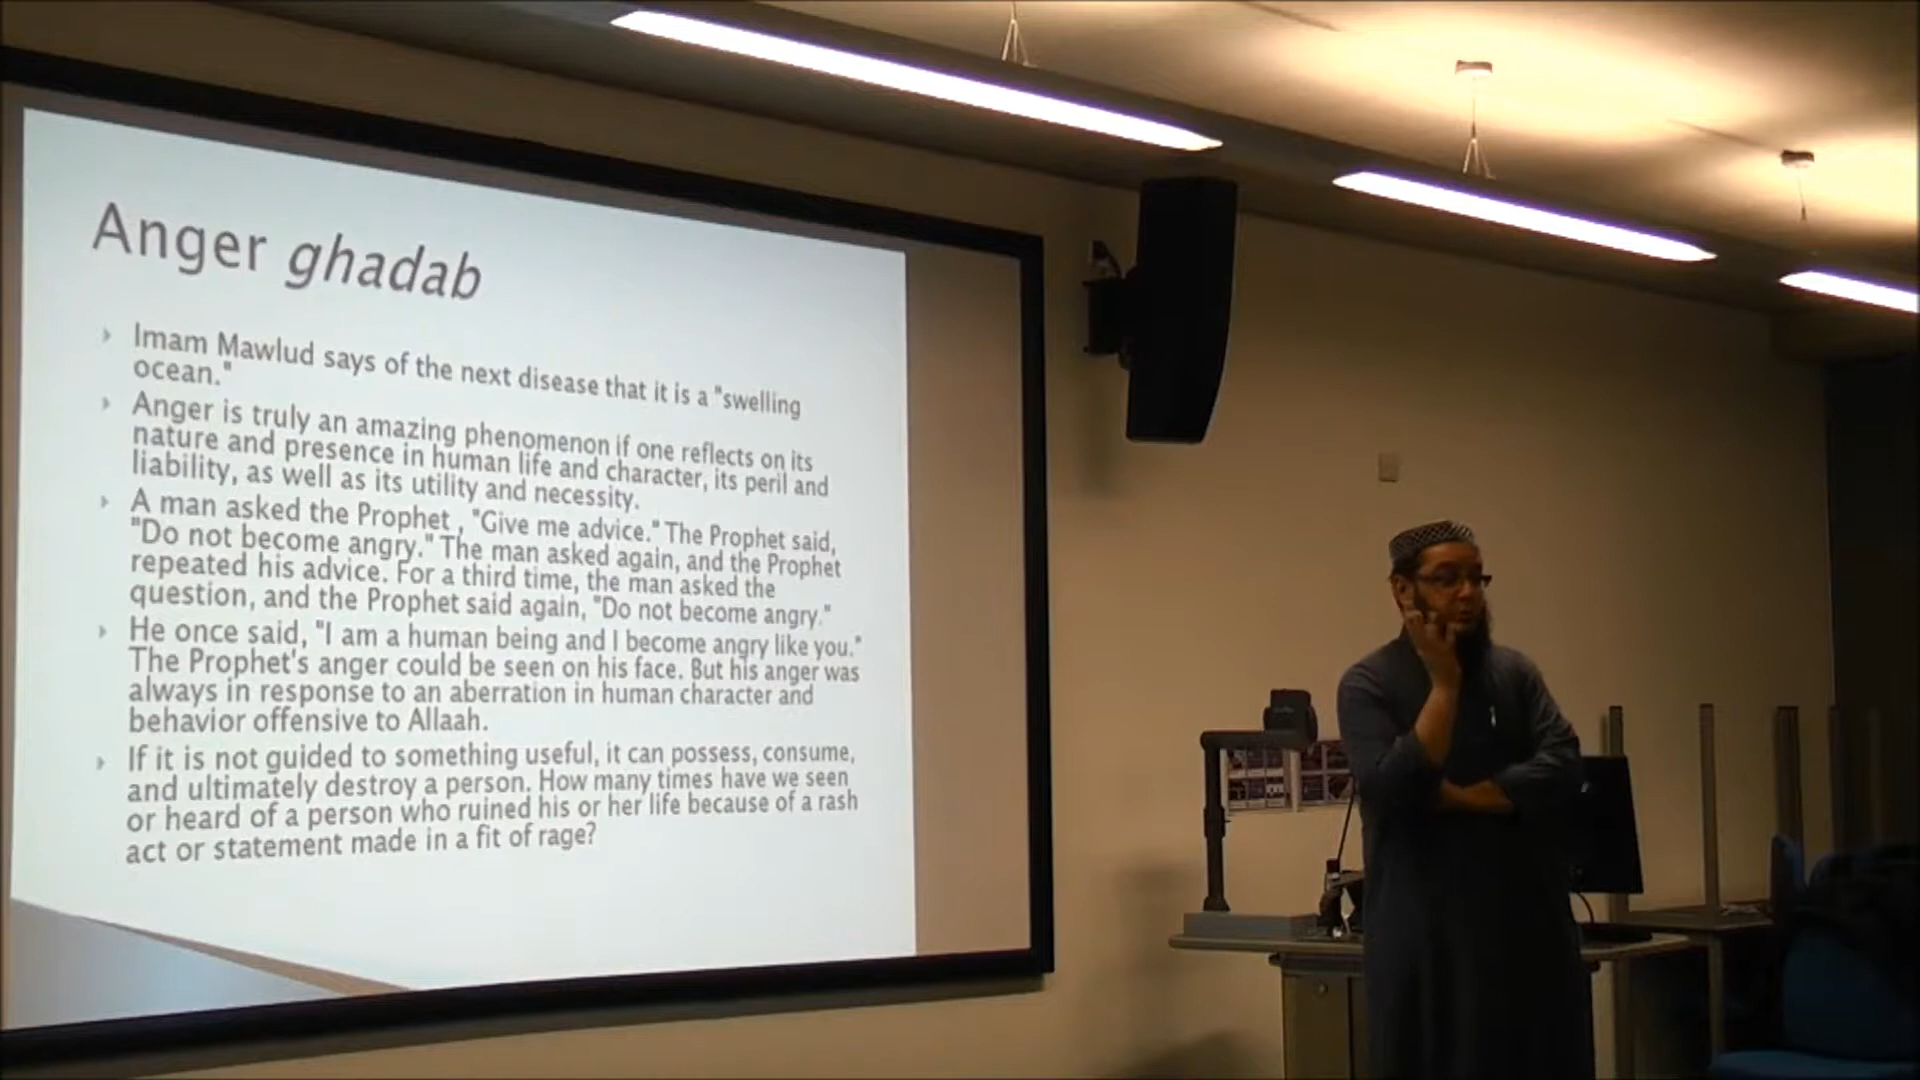 Anger ghadab
Imam Mawlud says of the next disease that it is a "swelling
ocean."
Anger is truly an amazing phenomenon if one reflects on its
nature and presence in human life and character, its peril and
liability, as well as its utility and necessity.
A man asked the Prophet , "Give me advice." The Prophet said,
"Do not become angry." The man asked again, and the Prophet
repeated his advice. For a third time, the man asked the
question, and the Prophet said again, "Do not become angry."
He once said, "I am a human being and I become angry like you."
The Prophet's anger could be seen on his face. But his anger was
always in response to an aberration in human character and
behavior offensive to Allaah.
If it is not guided to something useful, it can possess, consume,
and ultimately destroy a person. How many times have we seen
or heard of a person who ruined his or her life because of a rash
act or statement made in a fit of rage?